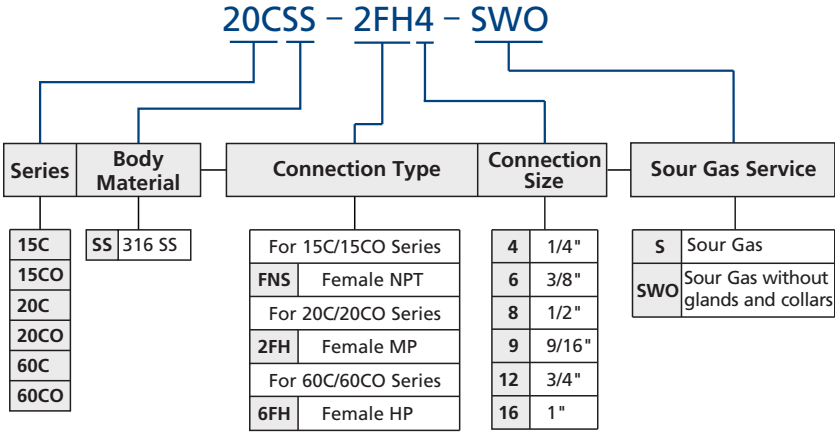 20CSS – 2FH4 – SWO
Series
Body
Material
Connection Type
Connection
Size
Sour Gas Service
15C
15CO
20C
20CO
60C
60CO
SS 316 SS
For 15C/15CO Series
FNS Female NPT
For 20C/20CO Series
2FH Female MP
For 60C/60CO Series
6FH Female HP
4 1/4"
6 3/8"
8 1/2"
9 9/16"
12 3/4"
16 1"
S Sour Gas
SWO Sour Gas without
glands and collars